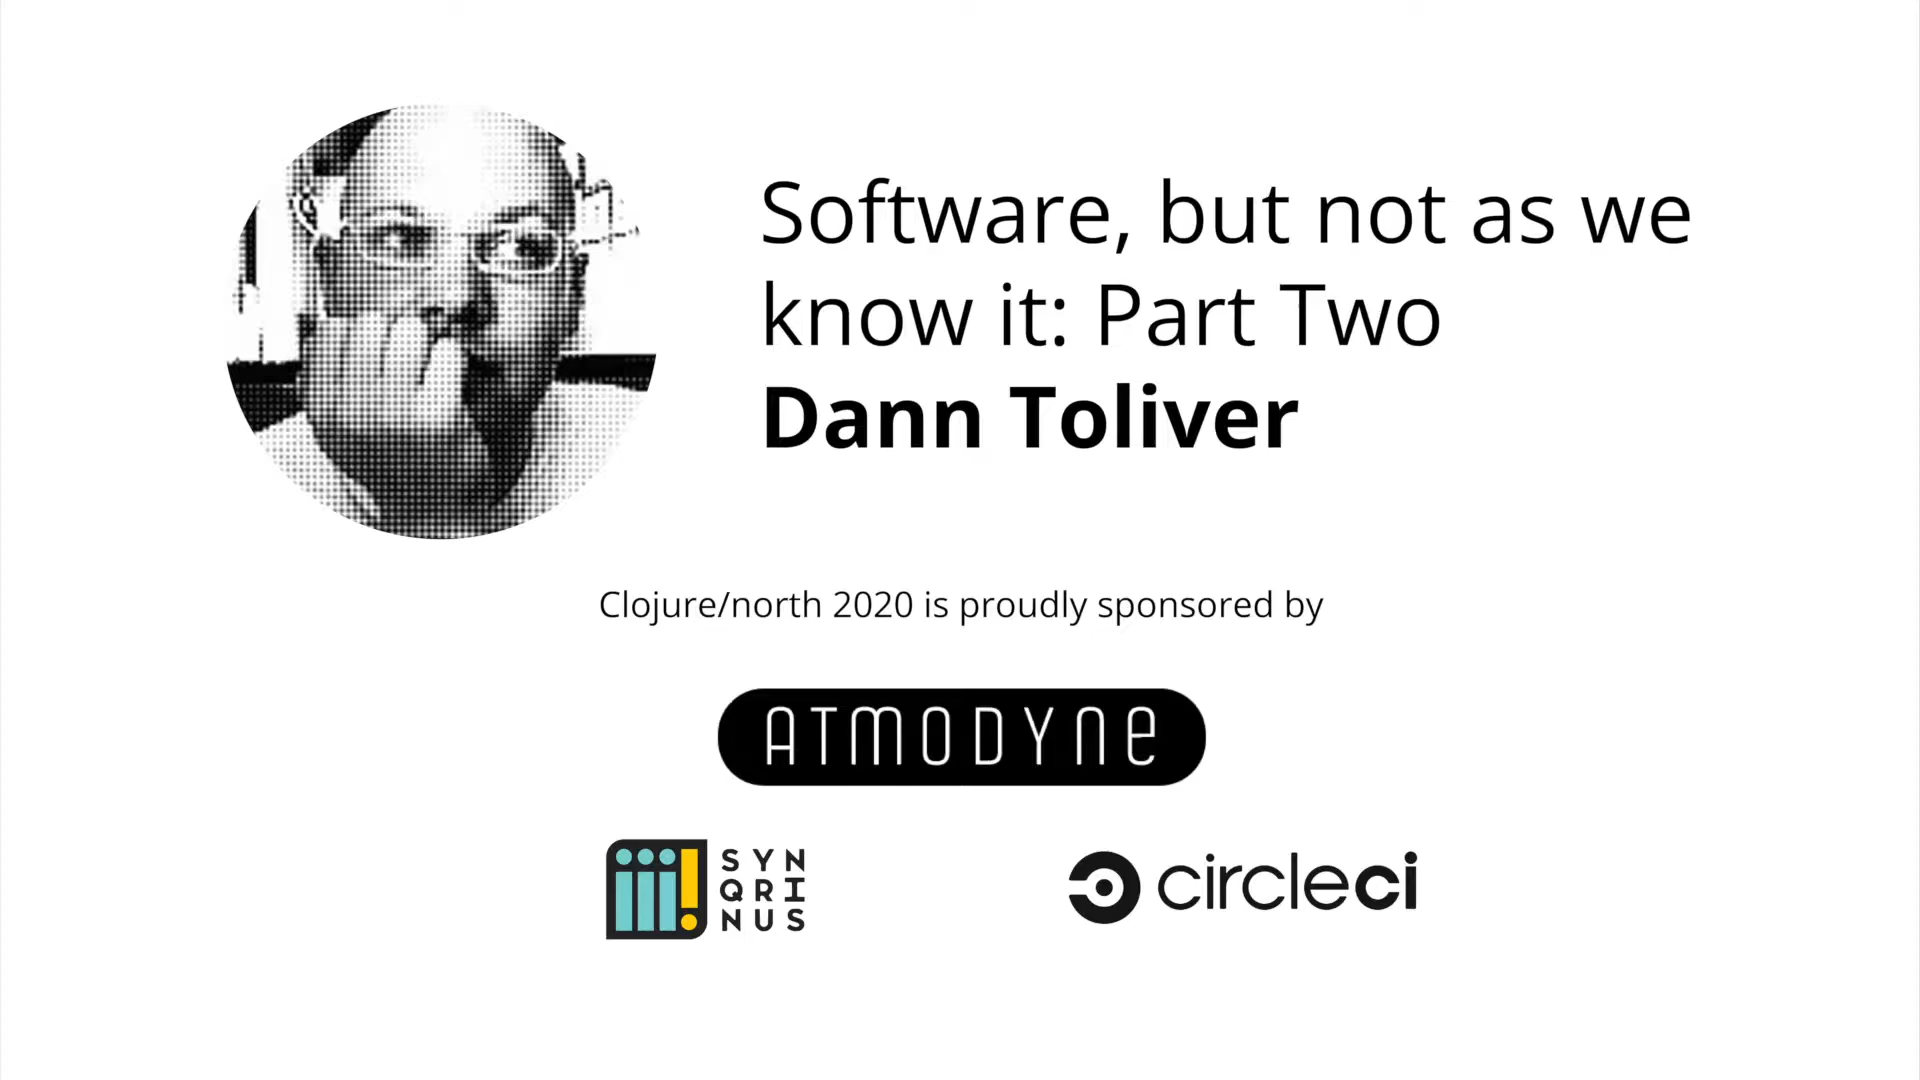 Software, but not as we
know it: Part Two
Dann Toliver
Clojure/north 2020 is proudly sponsored by
ATMODYNE
SYN
QRI
NUS
circleci